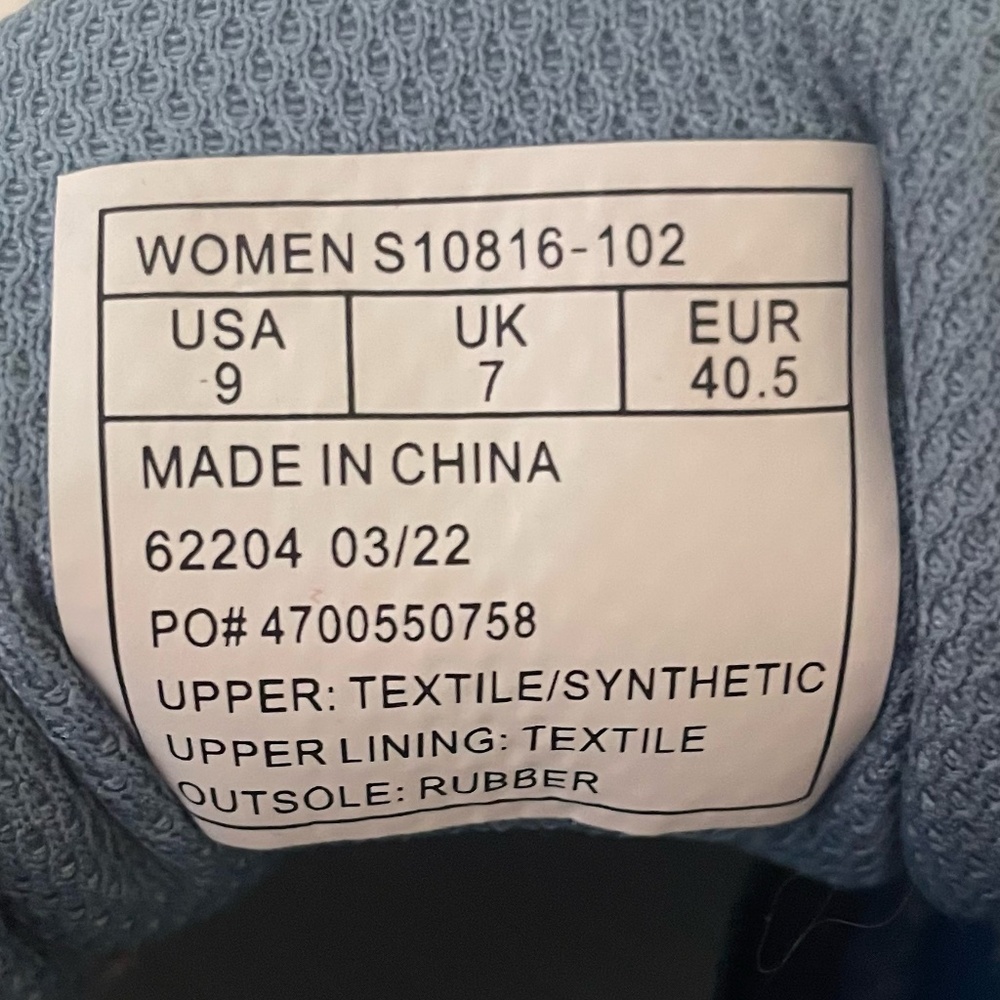 WOMEN S10816-102
USA UK EUR
9 7 40.5
MADE IN CHINA
62204 03/22
PO# 4700550758
UPPER: TEXTILE/SYNTHETIC
UPPER LINING: TEXTILE
OUTSOLE: RUBBER